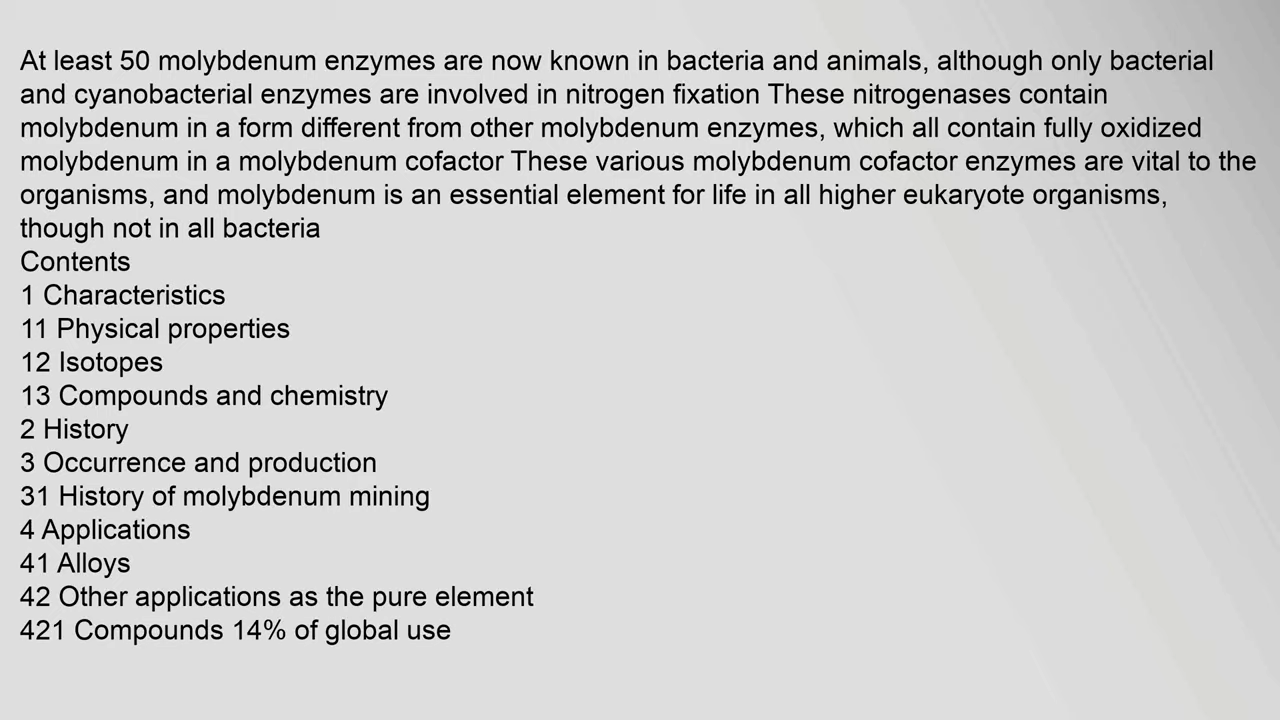 At least 50 molybdenum enzymes are now known in bacteria and animals, although only bacterial
and cyanobacterial enzymes are involved in nitrogen fixation These nitrogenases contain
molybdenum in a form different from other molybdenum enzymes, which all contain fully oxidized
molybdenum in a molybdenum cofactor These various molybdenum cofactor enzymes are vital to the
organisms, and molybdenum is an essential element for life in all higher eukaryote organisms,
though not in all bacteria
Contents
1 Characteristics
11 Physical properties
12 Isotopes
13 Compounds and chemistry
2 History
3 Occurrence and production
31 History of molybdenum mining
4 Applications
41 Alloys
42 Other applications as the pure element
421 Compounds 14% of global use